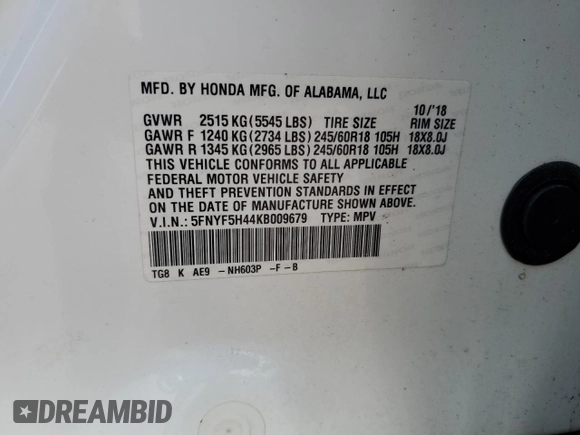 MFD. BY HONDA MFG. OF ALABAMA, LLC
10/'18
GVWR 2515 KG (5545 LBS) TIRE SIZE RIM SIZE
GAWR F 1240 KG (2734 LBS) 245/60R18 105H 18X8.0J
GAWR R 1345 KG (2965 LBS) 245/60R18 105H 18X8.0J
THIS VEHICLE CONFORMS TO ALL APPLICABLE
FEDERAL MOTOR VEHICLE SAFETY
AND THEFT PREVENTION STANDARDS IN EFFECT
ON THE DATE OF MANUFACTURE SHOWN ABOVE.
V.I.N.: 5FNYF5H44KB009679 TYPE: MPV
TG8 K AE9 -NH603P -F -B
DREAMBID